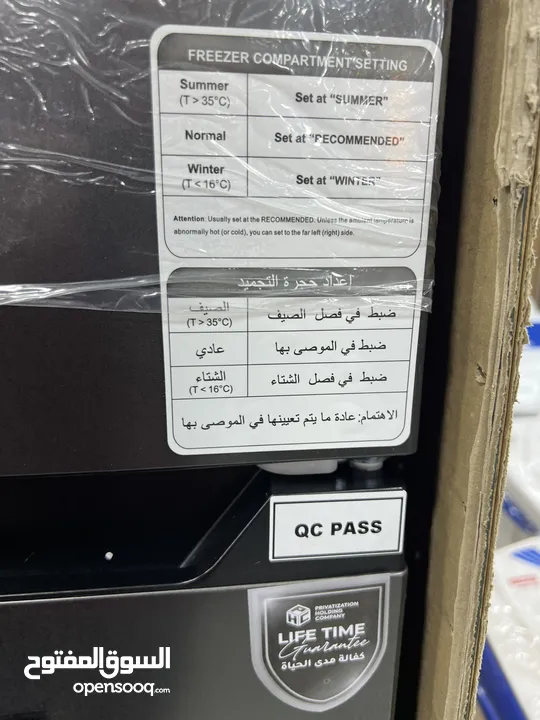 FREEZER COMPARTMENT SETTING
Summer
(T > 35°C)
Set at "SUMMER"
Normal
Set at "RECOMMENDED"
Winter
(T < 16°C)
Set at "WINTER"
Attention: Usually set at the RECOMMENDED. Unless the ambient temperature is
abnormally hot (or cold), you can set to the far left (right) side.
إعداد حجرة التجميد
الصيف
(T > 35°C)
ضبط في فصل الصيف
عادي
ضبط في الموصى بها
الشتاء
(T < 16°C)
ضبط في فصل الشتاء
الاهتمام: عادة ما يتم تعيينها في الموصى بها
QC PASS
PRIVATIZATION
HOLDING
COMPANY
LIFE TIME
Guarantee
كفالة مدى الحياة
السوق المفتوح
opensooq.com